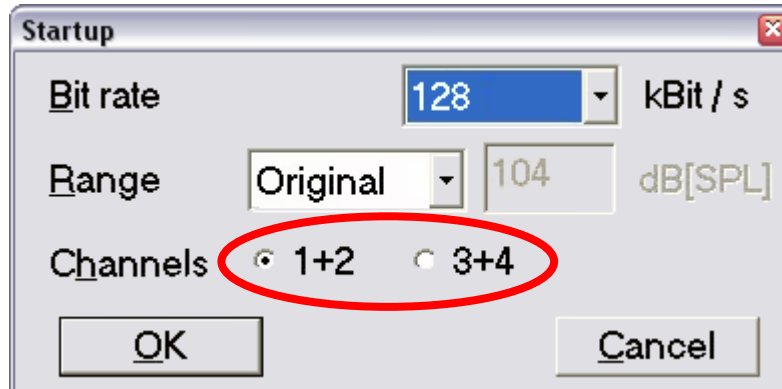 Startup
Bit rate 128 kBit / s
Range Original 104 dB[SPL]
Channels 1+2 3+4
OK Cancel